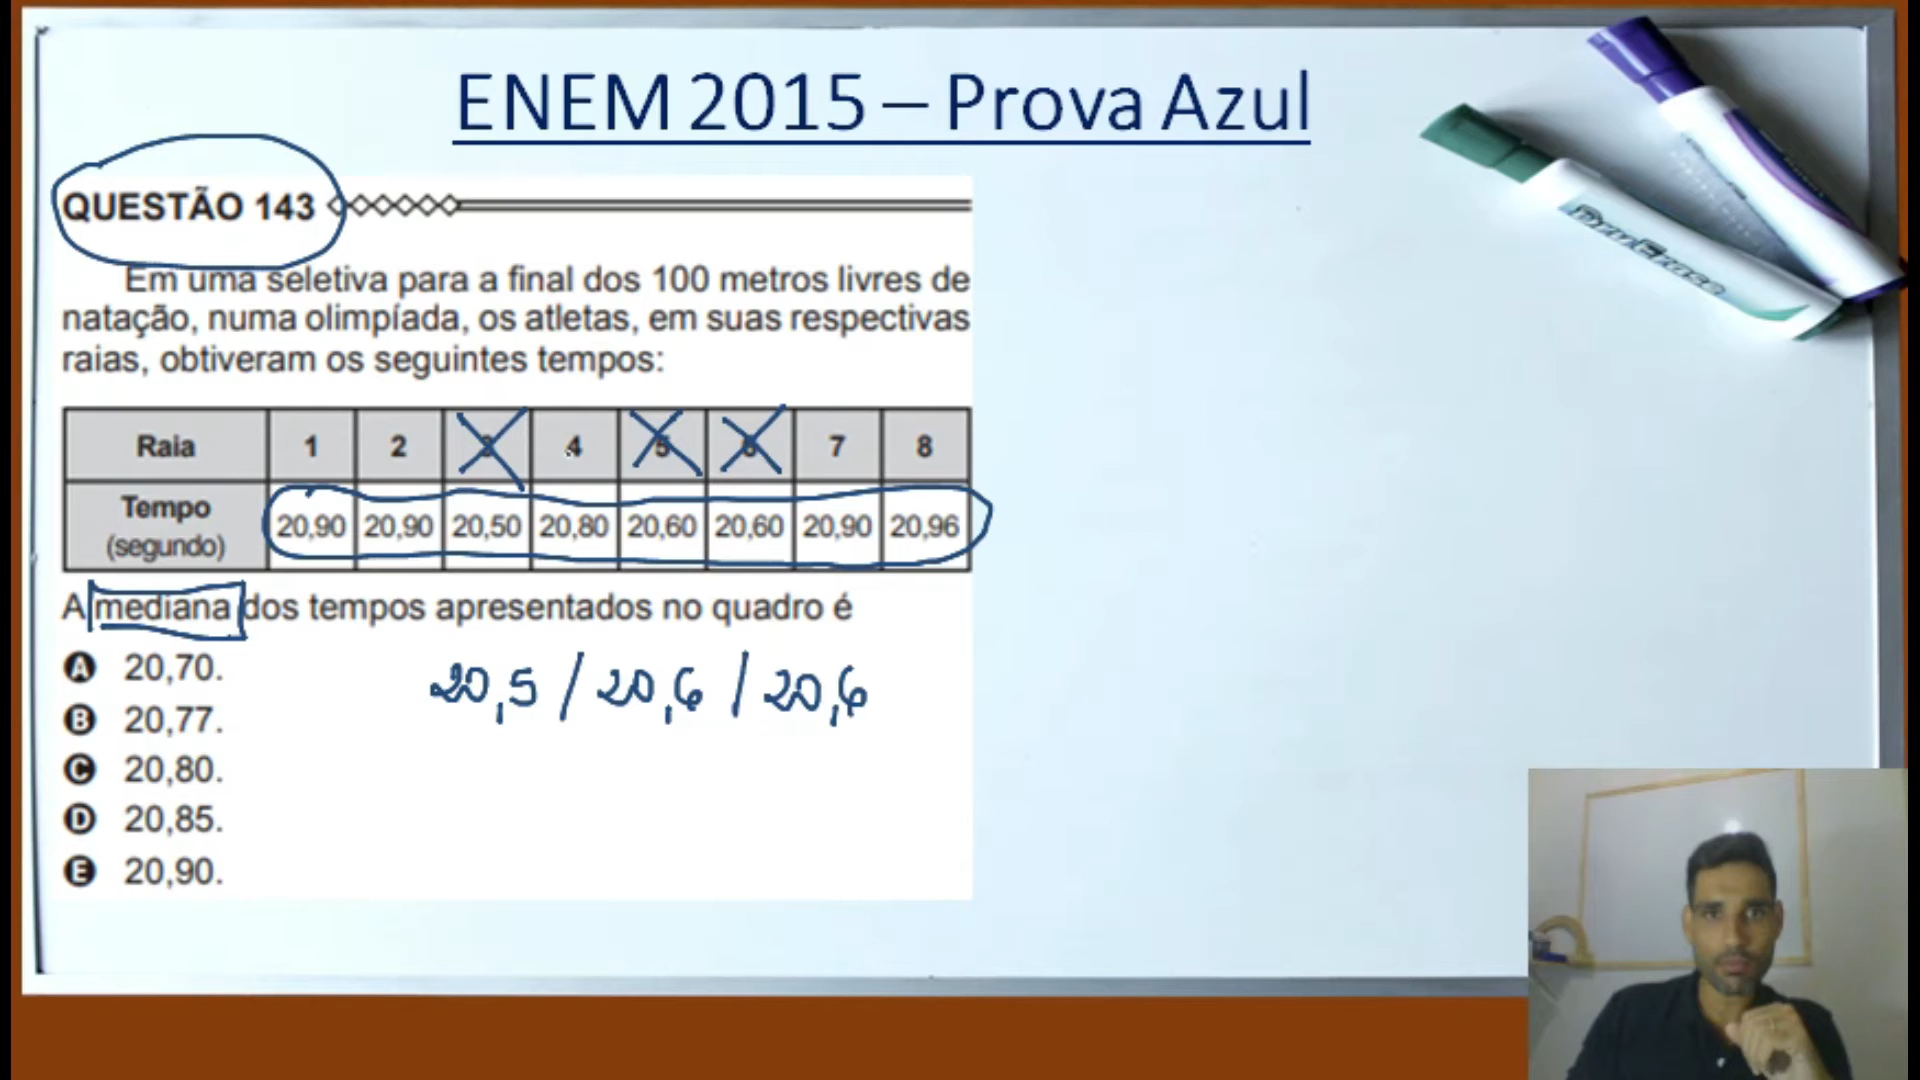 ENEM 2015 – Prova Azul
QUESTÃO 143
Em uma seletiva para a final dos 100 metros livres de
natação, numa olimpíada, os atletas, em suas respectivas
raias, obtiveram os seguintes tempos:
Raia 1 2 3 4 5 6 7 8
Tempo (segundo) 20,90 20,90 20,50 20,80 20,60 20,60 20,90 20,96
A mediana dos tempos apresentados no quadro é
A 20,70.
B 20,77.
C 20,80.
D 20,85.
E 20,90.
20,5 / 20,6 / 20,6
DryErase